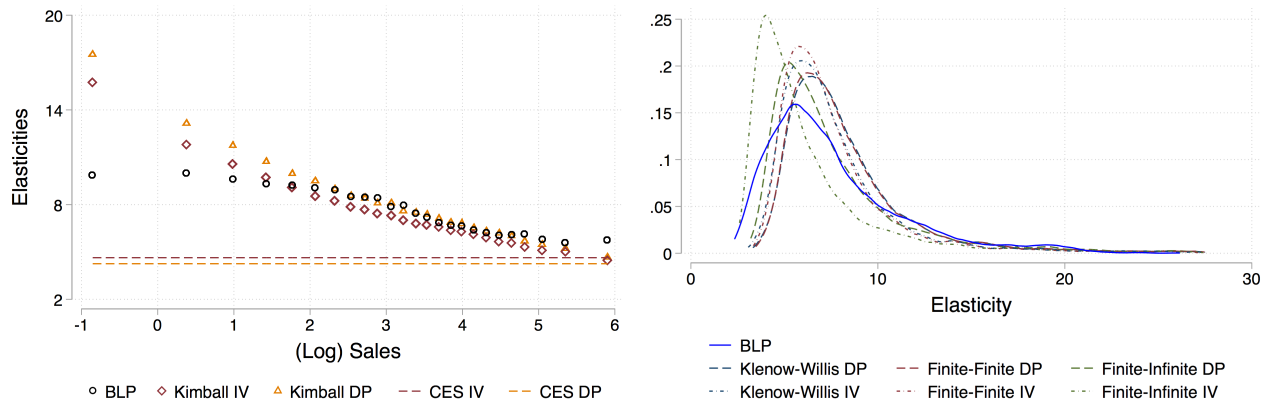 Elasticities
20
14
8
2
-1 0 1 2 3 4 5 6
(Log) Sales
BLP Kimball IV Kimball DP CES IV CES DP
.25
.2
.15
.1
.05
0
0 10 20 30
Elasticity
BLP
Klenow-Willis DP Finite-Finite DP Finite-Infinite DP
Klenow-Willis IV Finite-Finite IV Finite-Infinite IV